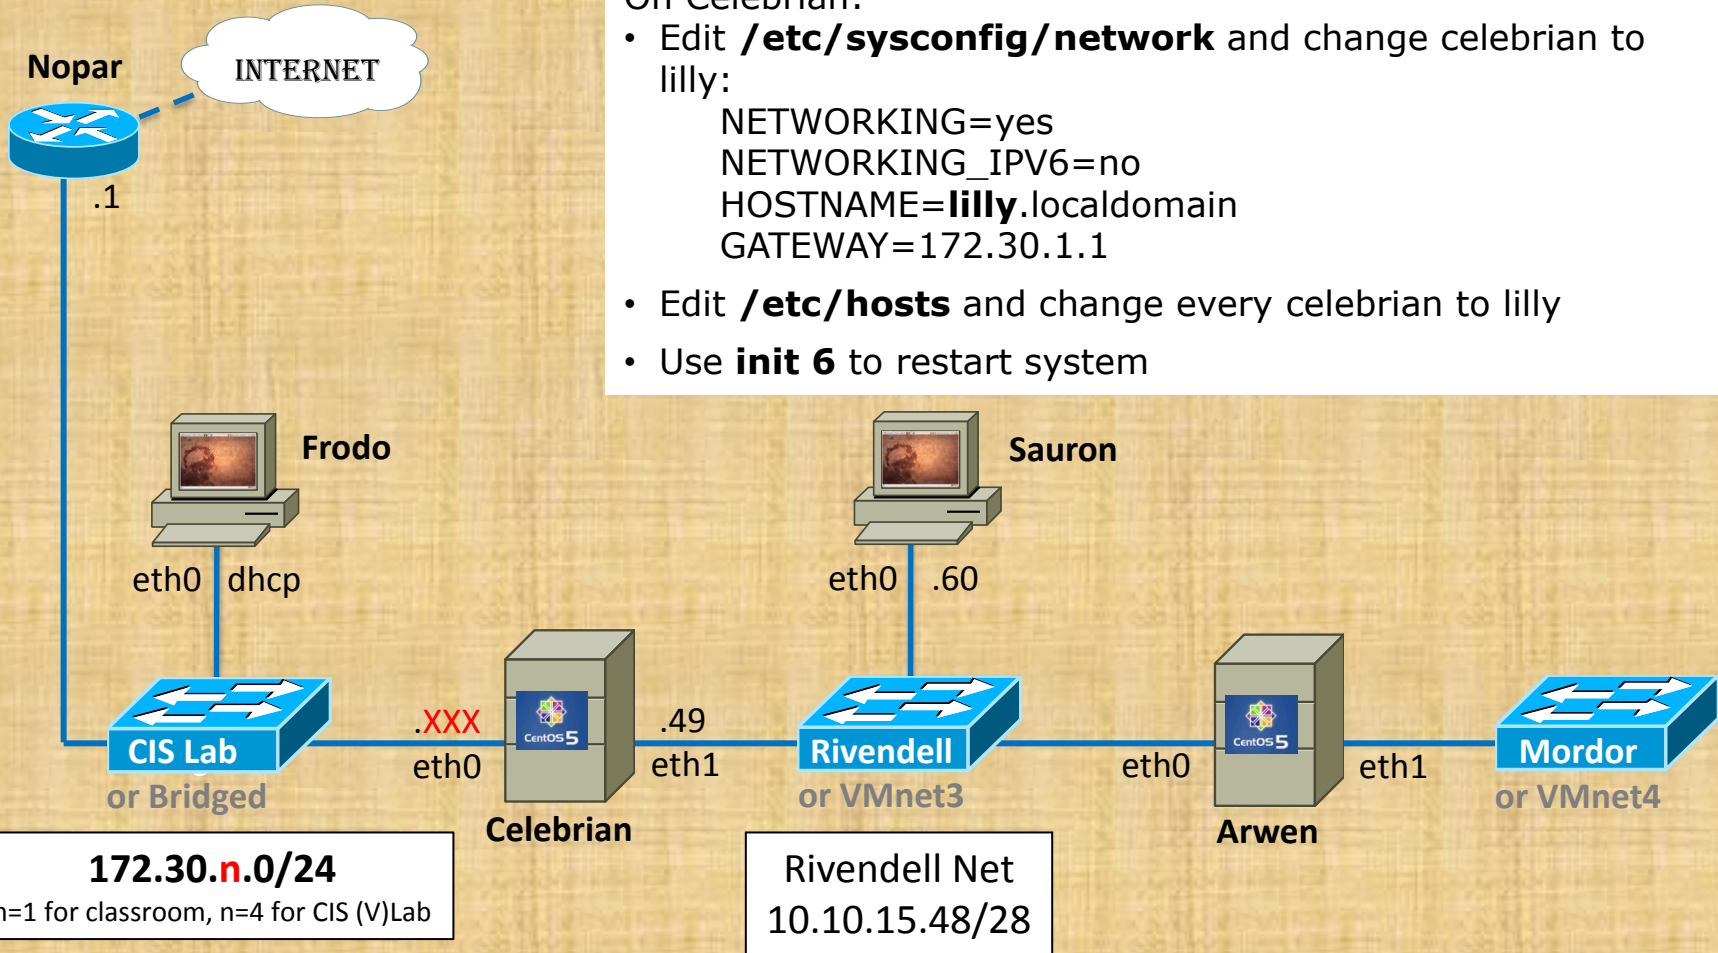 On Celebrian:
• Edit /etc/sysconfig/network and change celebrian to
lilly:
NETWORKING=yes
NETWORKING_IPV6=no
HOSTNAME=lilly.localdomain
GATEWAY=172.30.1.1
• Edit /etc/hosts and change every celebrian to lilly
• Use init 6 to restart system
Nopar
INTERNET
.1
Frodo
eth0 dhcp
Sauron
eth0 .60
CIS Lab
or Bridged
.XXX
eth0
CentOS 5
Celebrian
.49
eth1
Rivendell
or VMnet3
eth0
CentOS 5
Arwen
eth1
Mordor
or VMnet4
172.30.n.0/24
n=1 for classroom, n=4 for CIS (V)Lab
Rivendell Net
10.10.15.48/28